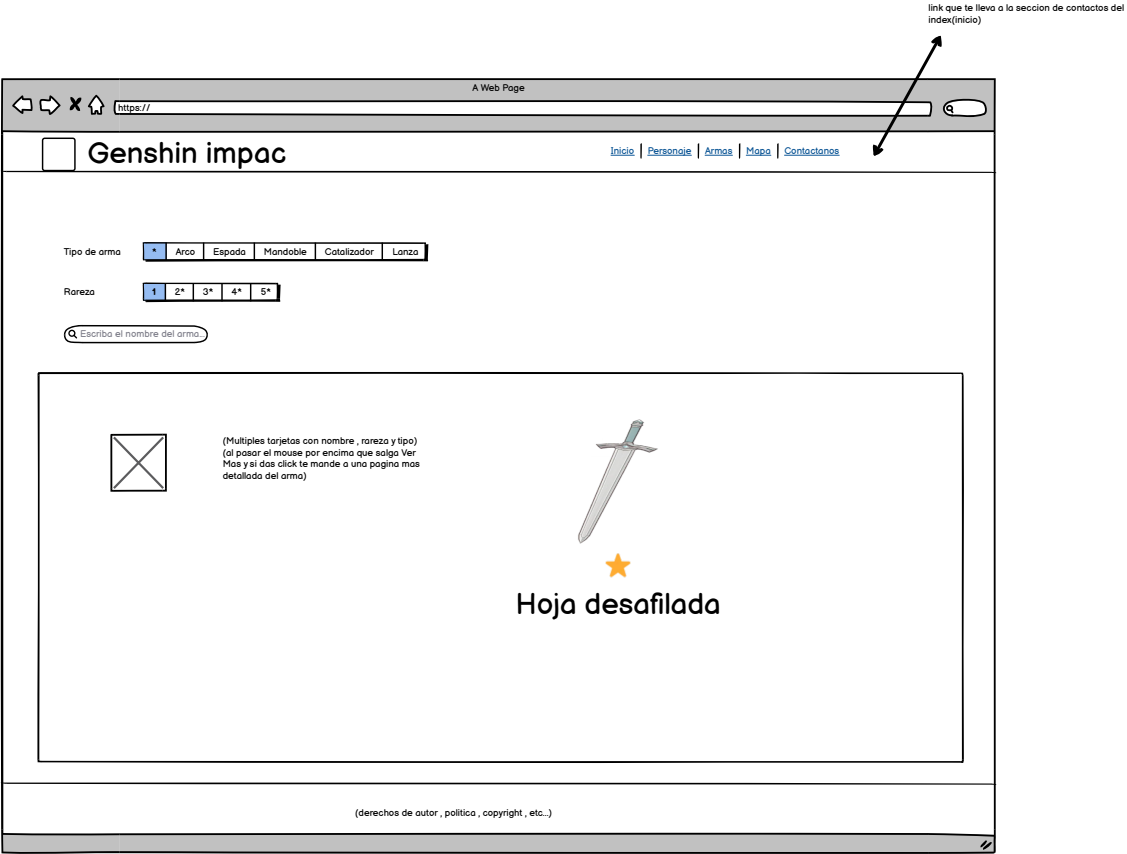 link que te lleva a la seccion de contactos del
index(inicio)
A Web Page
https://
Genshin impac
Inicio | Personaje | Armas | Mapa | Contactanos
Tipo de arma * Arco Espada Mandoble Catalizador Lanza
Rareza 1 2* 3* 4* 5*
Escriba el nombre del arma...
(Multiples tarjetas con nombre , rareza y tipo)
(al pasar el mouse por encima que salga Ver
Mas y si das click te mande a una pagina mas
detallada del arma)
Hoja desafilada
(derechos de autor , politica , copyright , etc...)